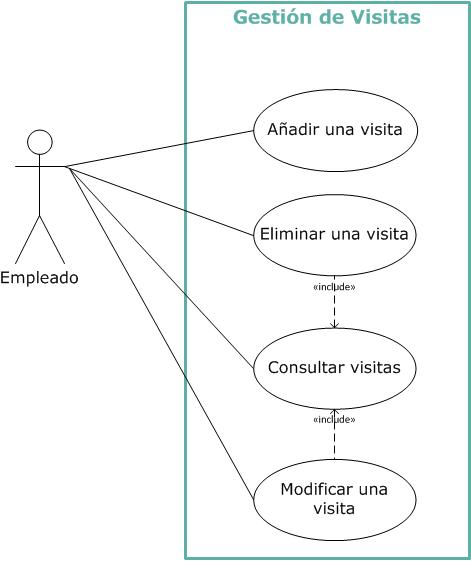 Gestión de Visitas
Añadir una visita
Eliminar una visita
Empleado
«include»
Consultar visitas
«include»
Modificar una
visita